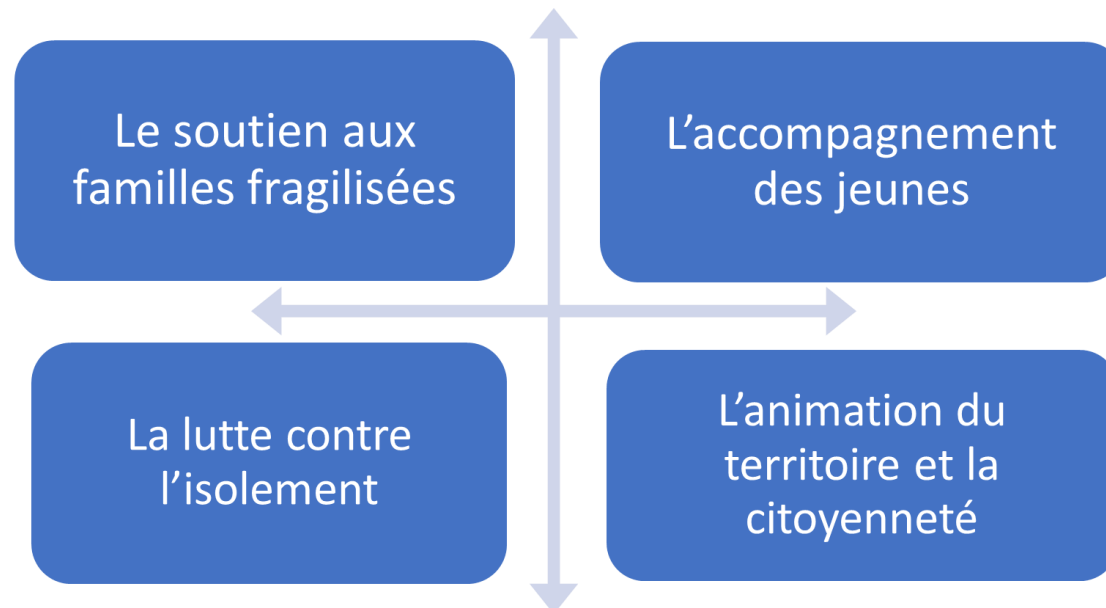 Le soutien aux
familles fragilisées
L’accompagnement
des jeunes
La lutte contre
l’isolement
L’animation du
territoire et la
citoyenneté